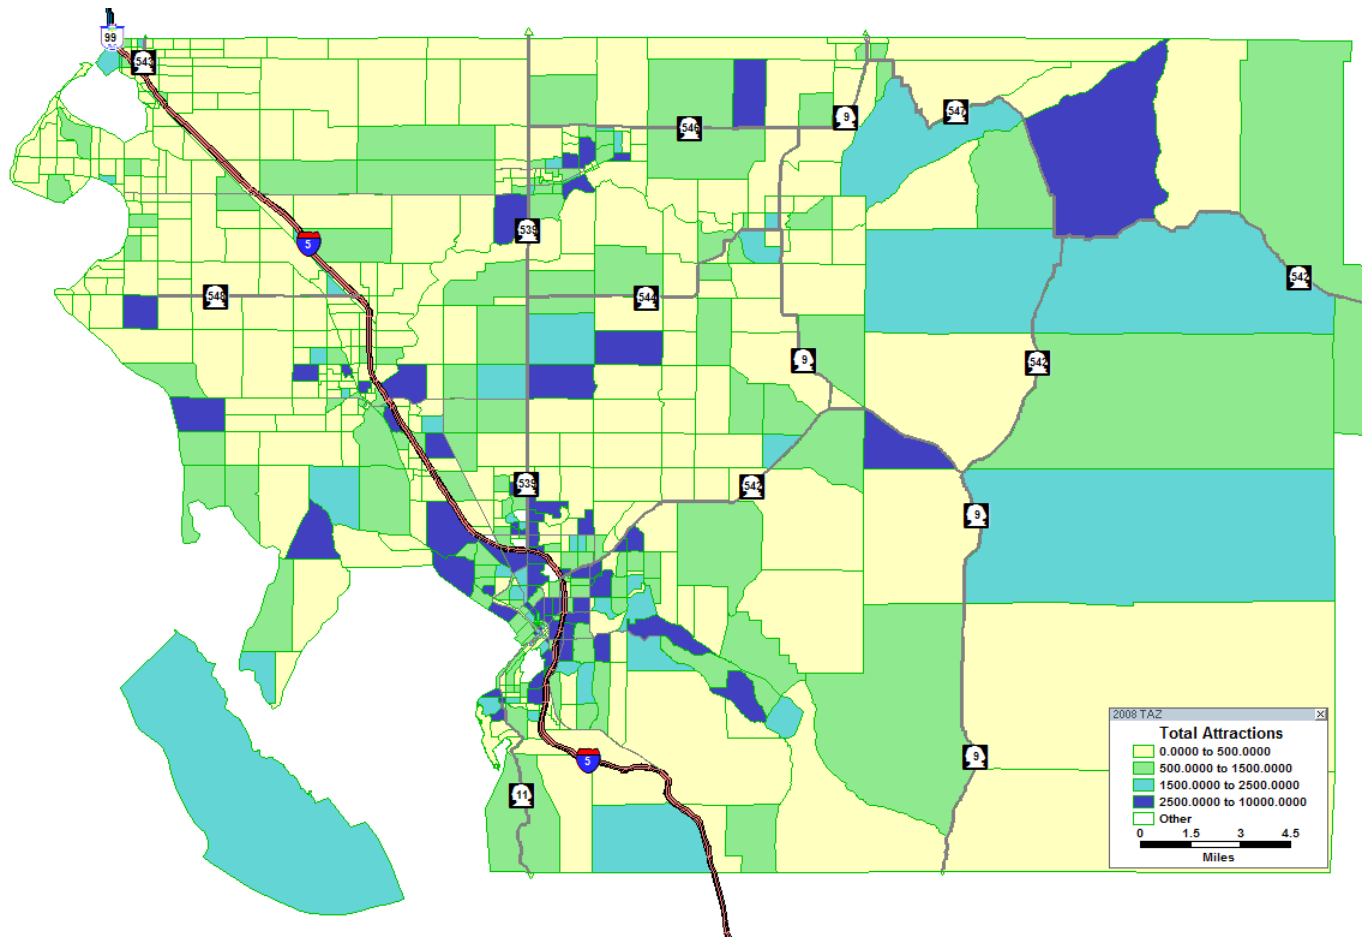 99
543
546
9
547
539
5
542
548
544
9
542
539
542
9
9
5
11
2008 TAZ
Total Attractions
0.0000 to 500.0000
500.0000 to 1500.0000
1500.0000 to 2500.0000
2500.0000 to 10000.0000
Other
0 1.5 3 4.5
Miles